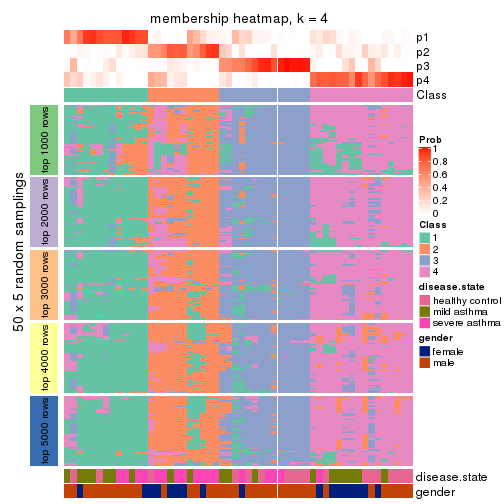 membership heatmap, k = 4
p1
p2
p3
p4
Class
50 x 5 random samplings
top 1000 rows
top 2000 rows
top 3000 rows
top 4000 rows
top 5000 rows
Prob
1
0.8
0.6
0.4
0.2
0
Class
1
2
3
4
disease.state
healthy control
mild asthma
severe asthma
gender
female
male
disease.state
gender